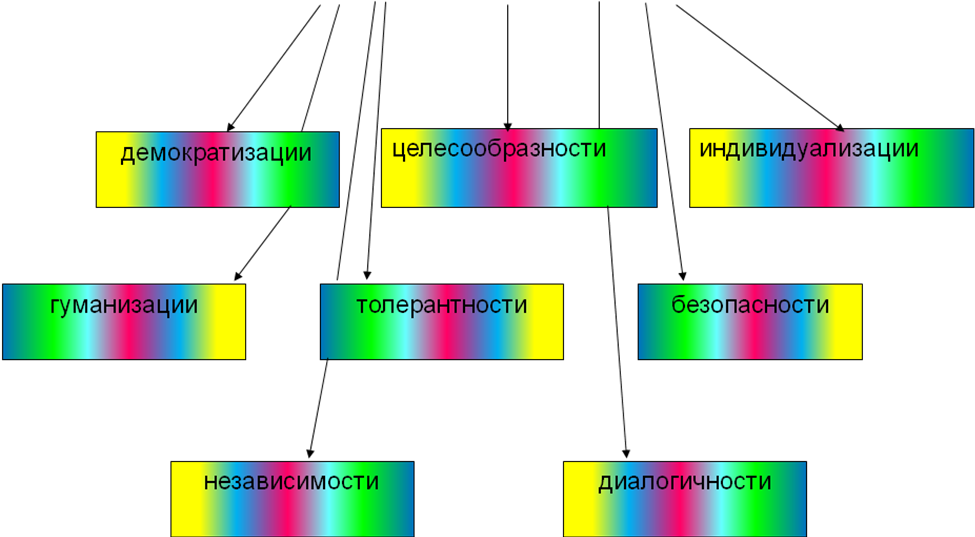 демократизации
целесообразности
индивидуализации
гуманизации
толерантности
безопасности
независимости
диалогичности